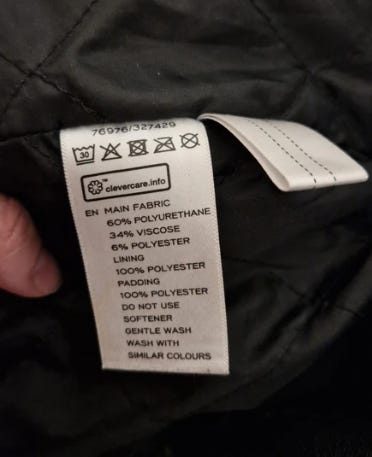 76976/327429
30
clevercare.info
EN MAIN FABRIC
60% POLYURETHANE
34% VISCOSE
6% POLYESTER
LINING
100% POLYESTER
PADDING
100% POLYESTER
DO NOT USE
SOFTENER
GENTLE WASH
WASH WITH
SIMILAR COLOURS